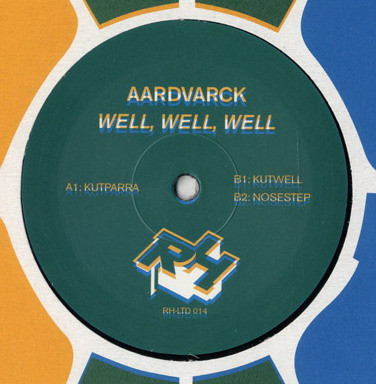 AARDVARCK
WELL, WELL, WELL
A1: KUTPARRA
B1: KUTWELL
B2: NOSESTEP
RH
RH-LTD 014